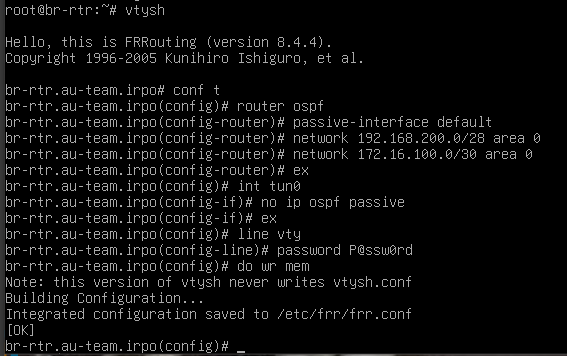 root@br-rtr:~# vtysh
Hello, this is FRRouting (version 8.4.4).
Copyright 1996-2005 Kunihiro Ishiguro, et al.
br-rtr.au-team.irpo# conf t
br-rtr.au-team.irpo(config)# router ospf
br-rtr.au-team.irpo(config-router)# passive-interface default
br-rtr.au-team.irpo(config-router)# network 192.168.200.0/28 area 0
br-rtr.au-team.irpo(config-router)# network 172.16.100.0/30 area 0
br-rtr.au-team.irpo(config-router)# ex
br-rtr.au-team.irpo(config)# int tun0
br-rtr.au-team.irpo(config-if)# no ip ospf passive
br-rtr.au-team.irpo(config-if)# ex
br-rtr.au-team.irpo(config)# line vty
br-rtr.au-team.irpo(config-line)# password P@ssw0rd
br-rtr.au-team.irpo(config)# do wr mem
Note: this version of vtysh never writes vtysh.conf
Building Configuration...
Integrated configuration saved to /etc/frr/frr.conf
[OK]
br-rtr.au-team.irpo(config)# _